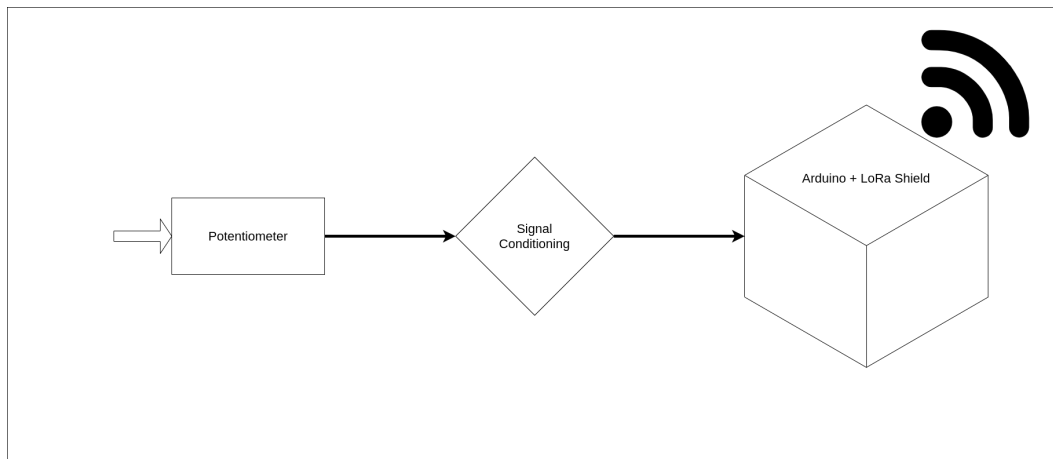 Potentiometer
Signal
Conditioning
Arduino + LoRa Shield